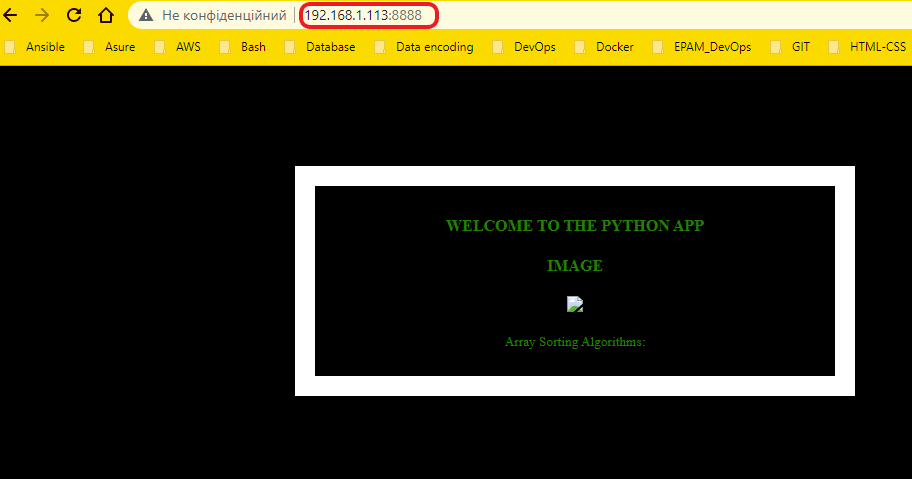 Не конфіденційний 192.168.1.113:8888
Ansible Asure AWS Bash Database Data encoding DevOps Docker EPAM_DevOps GIT HTML-CSS
WELCOME TO THE PYTHON APP
IMAGE
Array Sorting Algorithms: